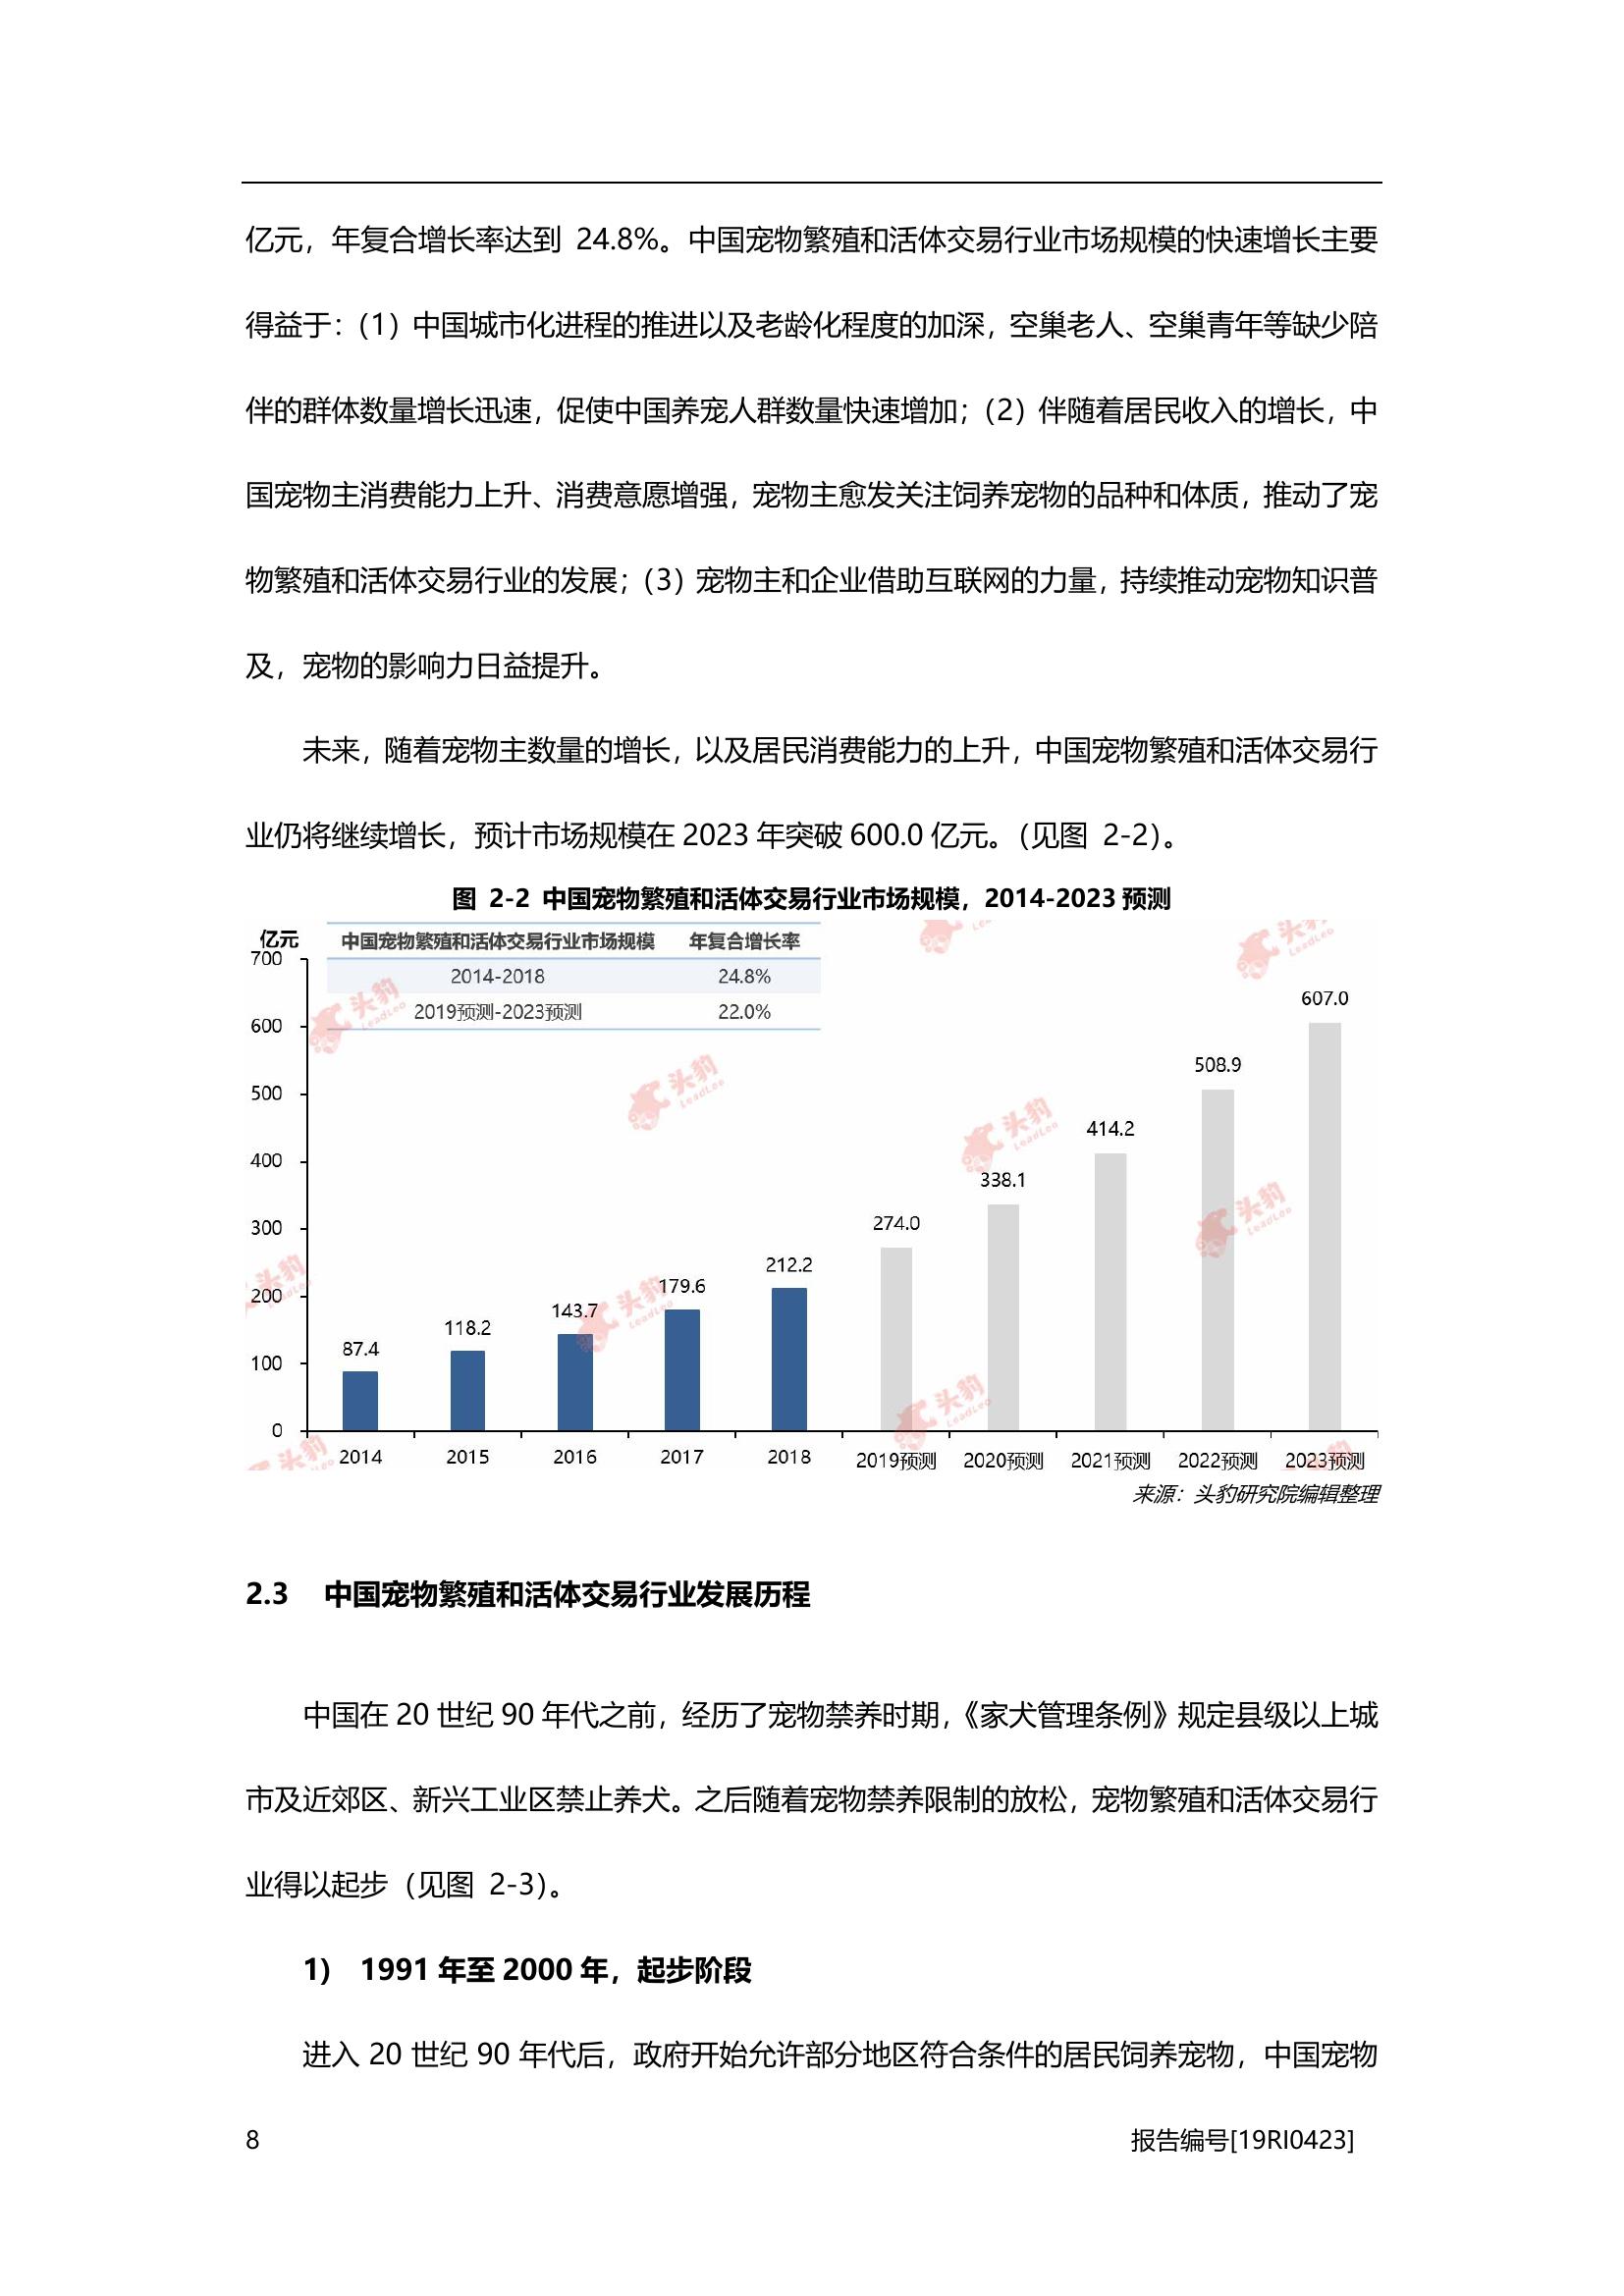 亿元，年复合增长率达到 24.8%。中国宠物繁殖和活体交易行业市场规模的快速增长主要
得益于：（1）中国城市化进程的推进以及老龄化程度的加深，空巢老人、空巢青年等缺少陪
伴的群体数量增长迅速，促使中国养宠人群数量快速增加；（2）伴随着居民收入的增长，中
国宠物主消费能力上升、消费意愿增强，宠物主愈发关注饲养宠物的品种和体质，推动了宠
物繁殖和活体交易行业的发展；（3）宠物主和企业借助互联网的力量，持续推动宠物知识普
及，宠物的影响力日益提升。
未来，随着宠物主数量的增长，以及居民消费能力的上升，中国宠物繁殖和活体交易行
业仍将继续增长，预计市场规模在 2023 年突破 600.0 亿元。（见图 2-2）。
图 2-2 中国宠物繁殖和活体交易行业市场规模，2014-2023 预测
亿元
中国宠物繁殖和活体交易行业市场规模 年复合增长率
2014-2018 24.8%
2019预测-2023预测 22.0%
700
600
500
400
300
200
100
0
87.4
118.2
143.7
179.6
212.2
274.0
338.1
414.2
508.9
607.0
2014 2015 2016 2017 2018 2019预测 2020预测 2021预测 2022预测 2023预测
头豹
LeadLeo
头豹
LeadLeo
头豹
LeadLeo
头豹
LeadLeo
头豹
LeadLeo
头豹
LeadLeo
头豹
LeadLeo
来源：头豹研究院编辑整理
2.3 中国宠物繁殖和活体交易行业发展历程
中国在 20 世纪 90 年代之前，经历了宠物禁养时期，《家犬管理条例》规定县级以上城
市及近郊区、新兴工业区禁止养犬。之后随着宠物禁养限制的放松，宠物繁殖和活体交易行
业得以起步（见图 2-3）。
1) 1991 年至 2000 年，起步阶段
进入 20 世纪 90 年代后，政府开始允许部分地区符合条件的居民饲养宠物，中国宠物
8
报告编号[19RI0423]